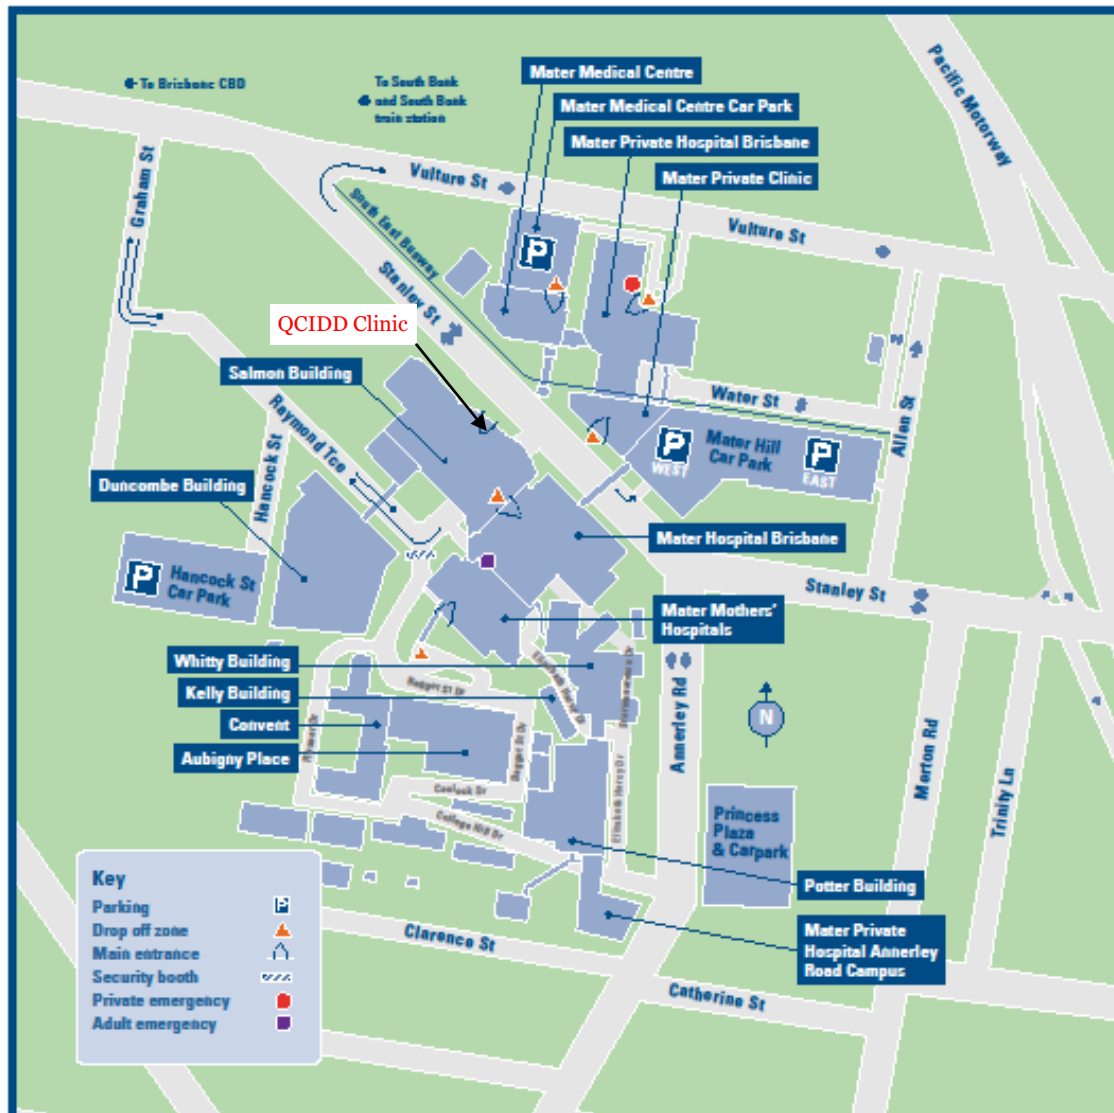 To Brisbane CBD
To South Bank
and South Bank
train station
Mater Medical Centre
Mater Medical Centre Car Park
Mater Private Hospital Brisbane
Mater Private Clinic
Pacific Motorway
Graham St
Vulture St
Vulture St
South East Busway
Stanley St
QCIDD Clinic
Salmon Building
Water St
Allen St
Raymond Tce
Hancock St
P
WEST
Mater Hill
Car Park
P
EAST
P
Duncombe Building
P
Hancock St
Car Park
Mater Hospital Brisbane
Stanley St
Mater Mothers'
Hospitals
Whitty Building
Kelly Building
Convent
Aubigny Place
Annerley Rd
N
Merton Rd
Trinity Ln
College Hill Dr
Princess
Plaza
& Carpark
Potter Building
Mater Private
Hospital Annerley
Road Campus
Clarence St
Catherine St
Key
Parking
P
Drop off zone
Main entrance
Security booth
Private emergency
Adult emergency